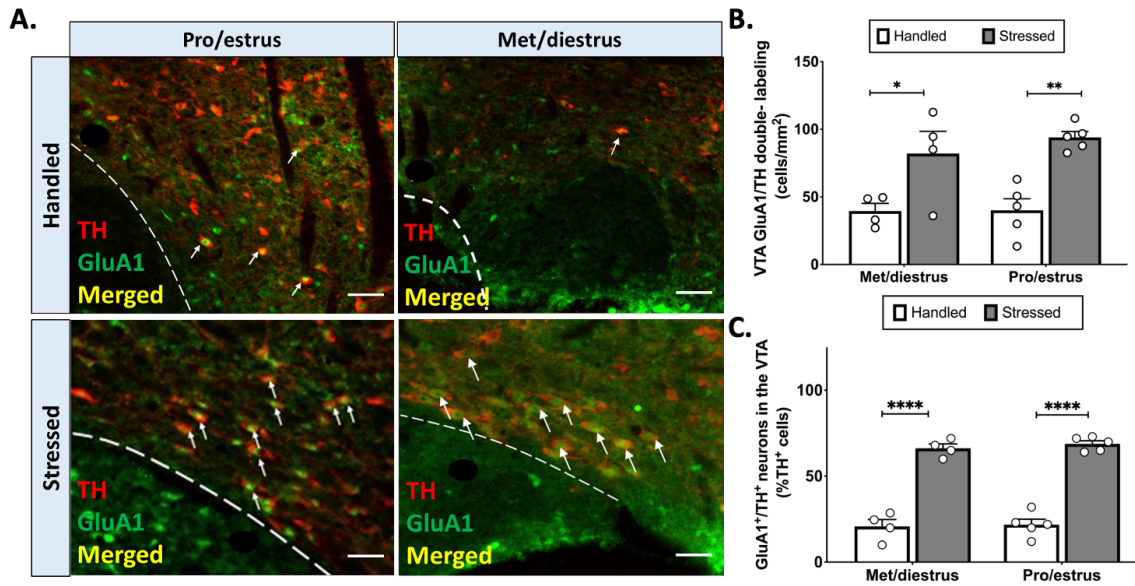 A.
Pro/estrus
Met/diestrus
Handled
TH
GluA1
Merged
TH
GluA1
Merged
Stressed
TH
GluA1
Merged
TH
GluA1
Merged
B.
Handled
Stressed
VTA GluA1/TH double- labeling
(cells/mm²)
150
100
50
0
*
**
Met/diestrus
Pro/estrus
C.
Handled
Stressed
GluA1⁺/TH⁺ neurons in the VTA
(%TH⁺ cells)
100
50
0
****
****
Met/diestrus
Pro/estrus